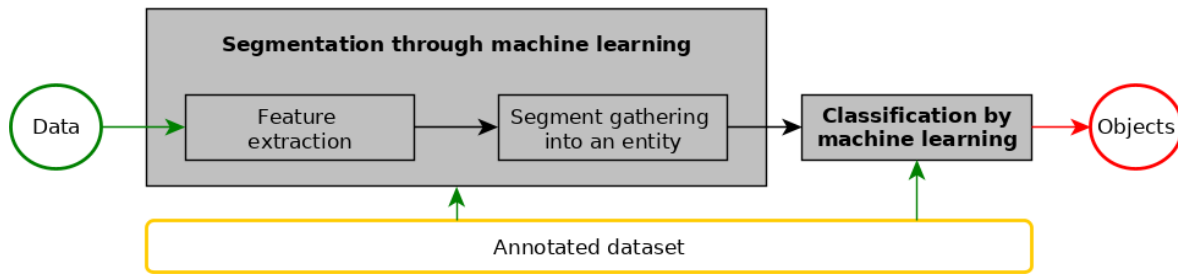 Segmentation through machine learning
Data
Feature
extraction
Segment gathering
into an entity
Classification by
machine learning
Objects
Annotated dataset